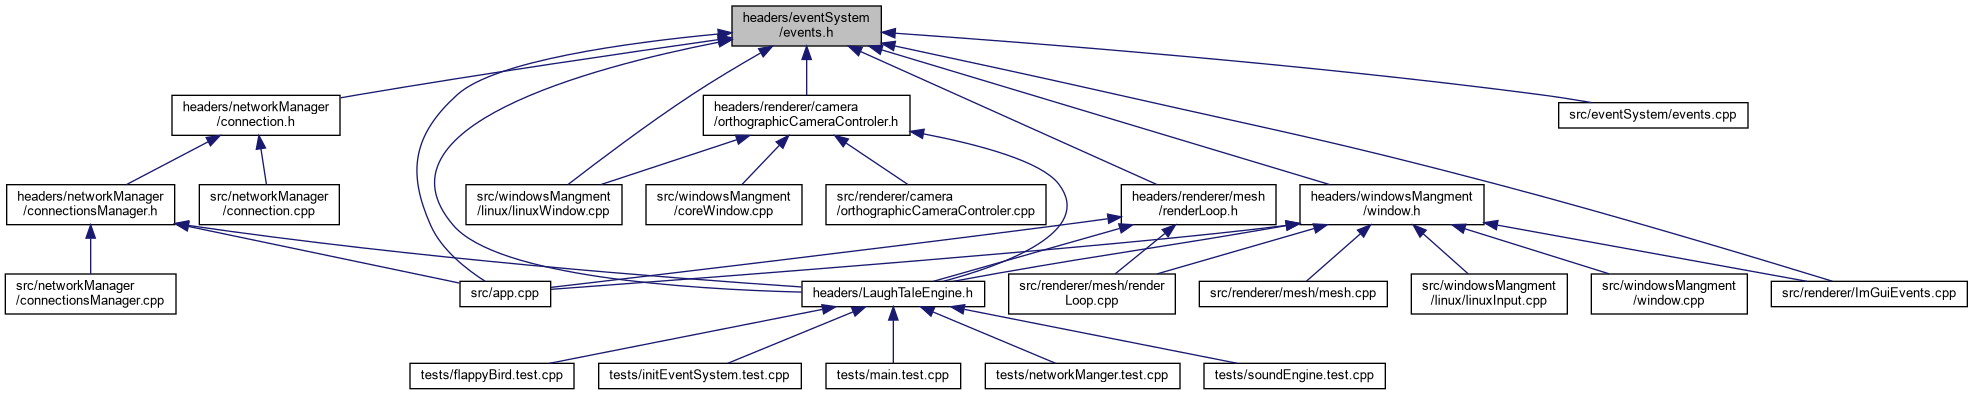 headers/eventSystem
/events.h
headers/networkManager
/connection.h
headers/renderer/camera
/orthographicCameraControler.h
src/eventSystem/events.cpp
headers/networkManager
/connectionsManager.h
src/networkManager
/connection.cpp
src/windowsMangment
/linux/linuxWindow.cpp
src/windowsMangment
/coreWindow.cpp
src/renderer/camera
/orthographicCameraControler.cpp
headers/renderer/mesh
/renderLoop.h
headers/windowsMangment
/window.h
src/networkManager
/connectionsManager.cpp
src/app.cpp
headers/LaughTaleEngine.h
src/renderer/mesh/render
Loop.cpp
src/renderer/mesh/mesh.cpp
src/windowsMangment
/linux/linuxInput.cpp
src/windowsMangment
/window.cpp
src/renderer/ImGuiEvents.cpp
tests/flappyBird.test.cpp
tests/initEventSystem.test.cpp
tests/main.test.cpp
tests/networkManger.test.cpp
tests/soundEngine.test.cpp